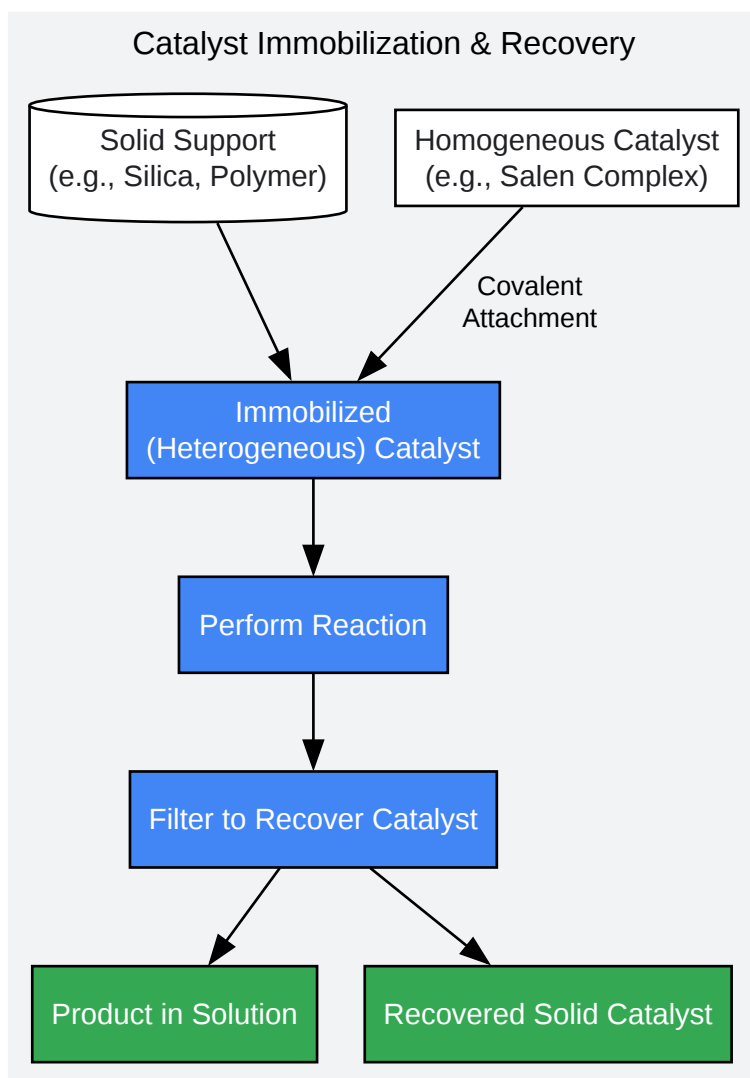 Catalyst Immobilization & Recovery
Solid Support
(e.g., Silica, Polymer)
Homogeneous Catalyst
(e.g., Salen Complex)
Covalent
Attachment
Immobilized
(Heterogeneous) Catalyst
Perform Reaction
Filter to Recover Catalyst
Product in Solution
Recovered Solid Catalyst